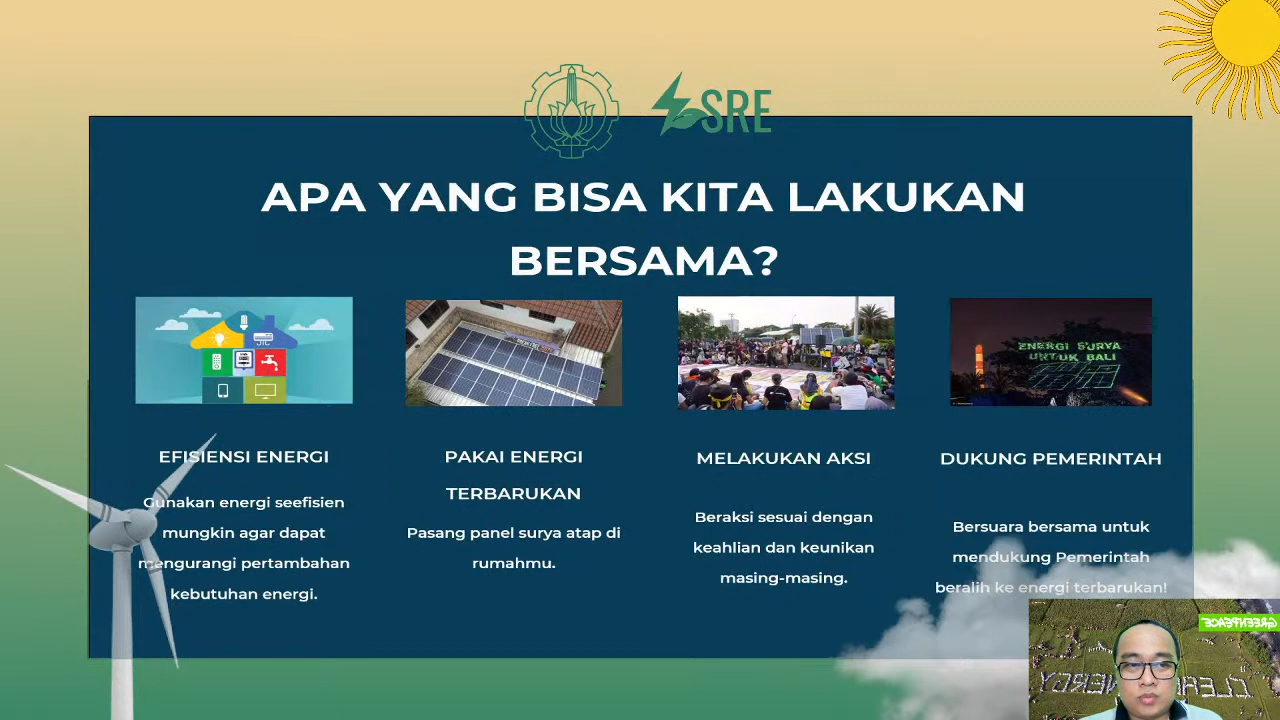 SRE
APA YANG BISA KITA LAKUKAN
BERSAMA?
ENERGI SURYA
UNTUK BALI
EFISIENSI ENERGI
Gunakan energi seefisien
mungkin agar dapat
mengurangi pertambahan
kebutuhan energi.
PAKAI ENERGI
TERBARUKAN
Pasang panel surya atap di
rumahmu.
MELAKUKAN AKSI
Beraksi sesuai dengan
keahlian dan keunikan
masing-masing.
DUKUNG PEMERINTAH
Bersuara bersama untuk
mendukung Pemerintah
beralih ke energi terbarukan!
GREENPEACE